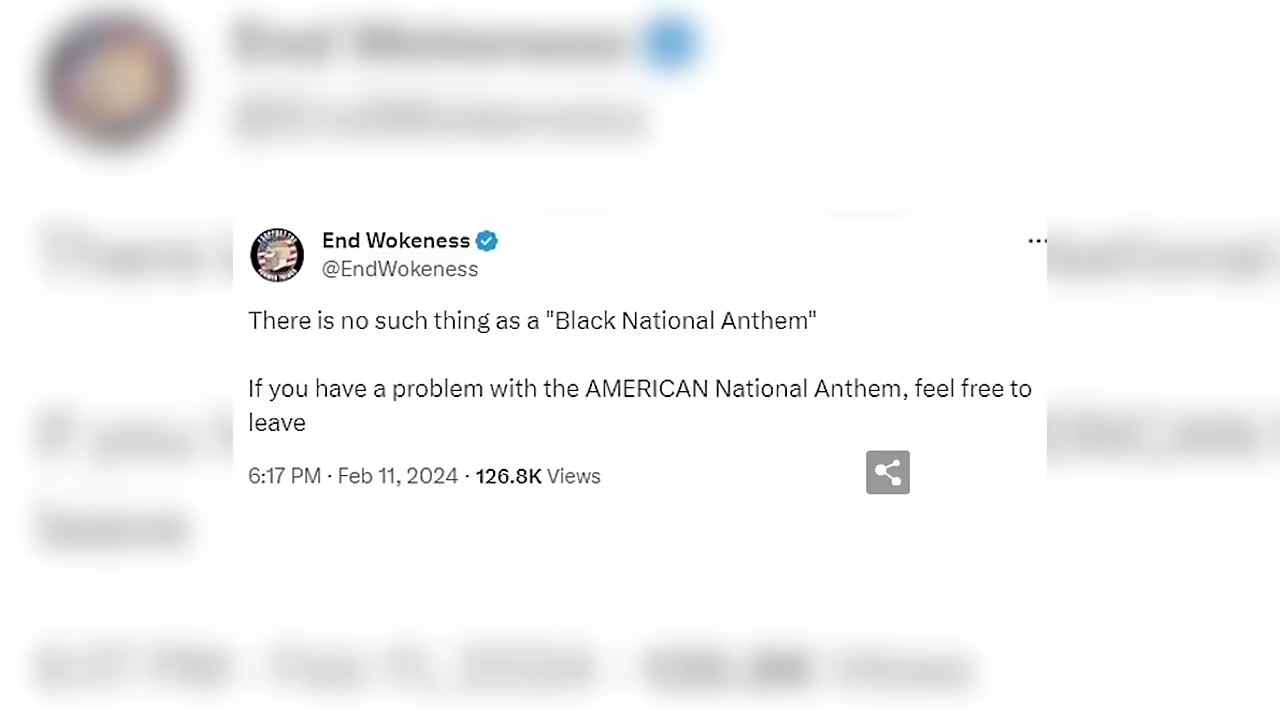 End Wokeness
@EndWokeness
There is no such thing as a "Black National Anthem"
If you have a problem with the AMERICAN National Anthem, feel free to
leave
6:17 PM · Feb 11, 2024 · 126.8K Views